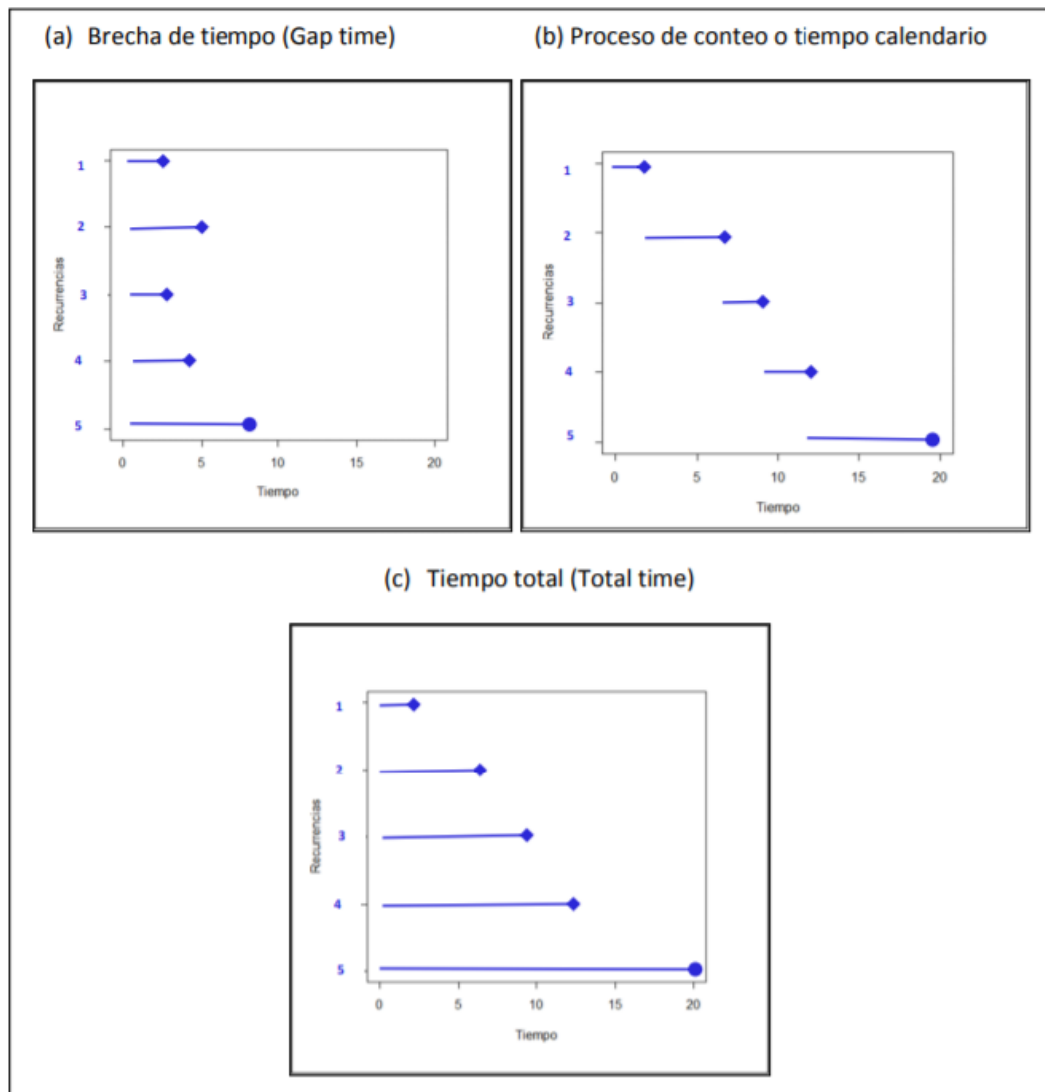 (a) Brecha de tiempo (Gap time)
(b) Proceso de conteo o tiempo calendario
1
2
3
4
5
Recurrencias
0 5 10 15 20
Tiempo
1
2
3
4
5
Recurrencias
0 5 10 15 20
Tiempo
(c) Tiempo total (Total time)
1
2
3
4
5
Recurrencias
0 5 10 15 20
Tiempo